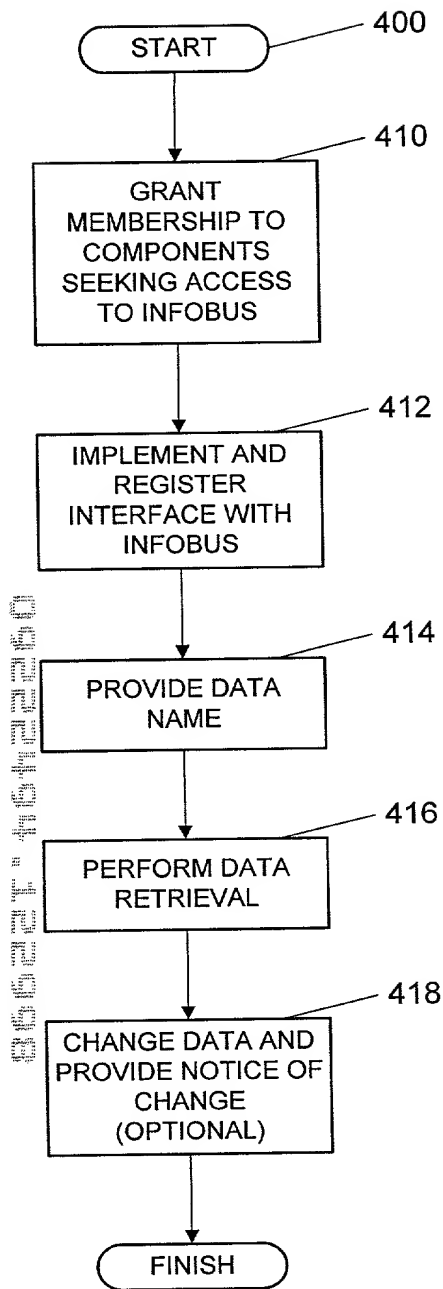 START
400
410
GRANT
MEMBERSHIP TO
COMPONENTS
SEEKING ACCESS
TO INFOBUS
412
IMPLEMENT AND
REGISTER
INTERFACE WITH
INFOBUS
414
PROVIDE DATA
NAME
416
PERFORM DATA
RETRIEVAL
418
CHANGE DATA AND
PROVIDE NOTICE OF
CHANGE
(OPTIONAL)
FINISH